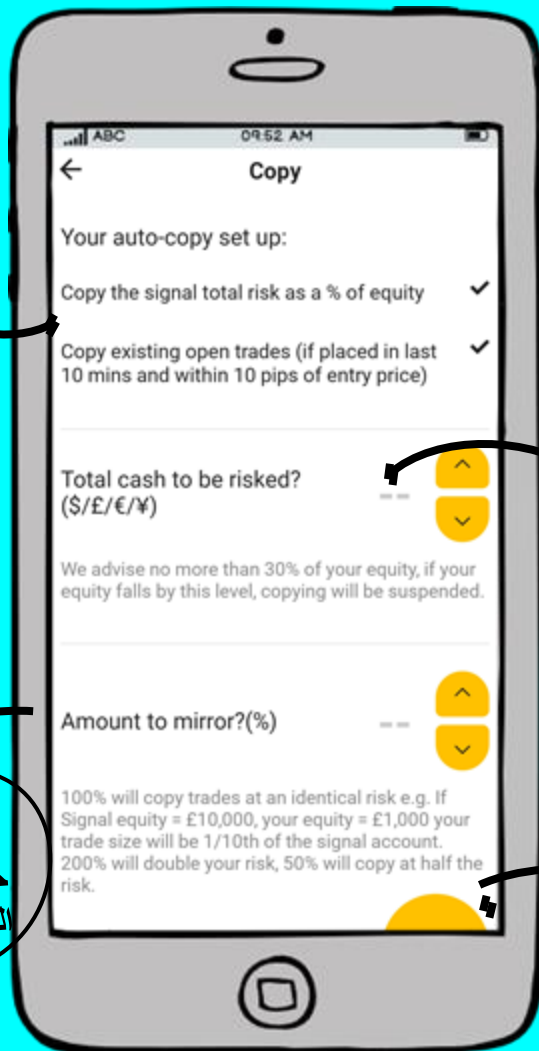 ABC 09:52 AM
Copy
Your auto-copy set up:
Copy the signal total risk as a % of equity
Copy existing open trades (if placed in last
10 mins and within 10 pips of entry price)
Total cash to be risked?
($/£/€/¥)
--
We advise no more than 30% of your equity, if your
equity falls by this level, copying will be suspended.
Amount to mirror?(%)
--
100% will copy trades at an identical risk e.g. If
Signal equity = £10,000, your equity = £1,000 your
trade size will be 1/10th of the signal account.
200% will double your risk, 50% will copy at half the
risk.